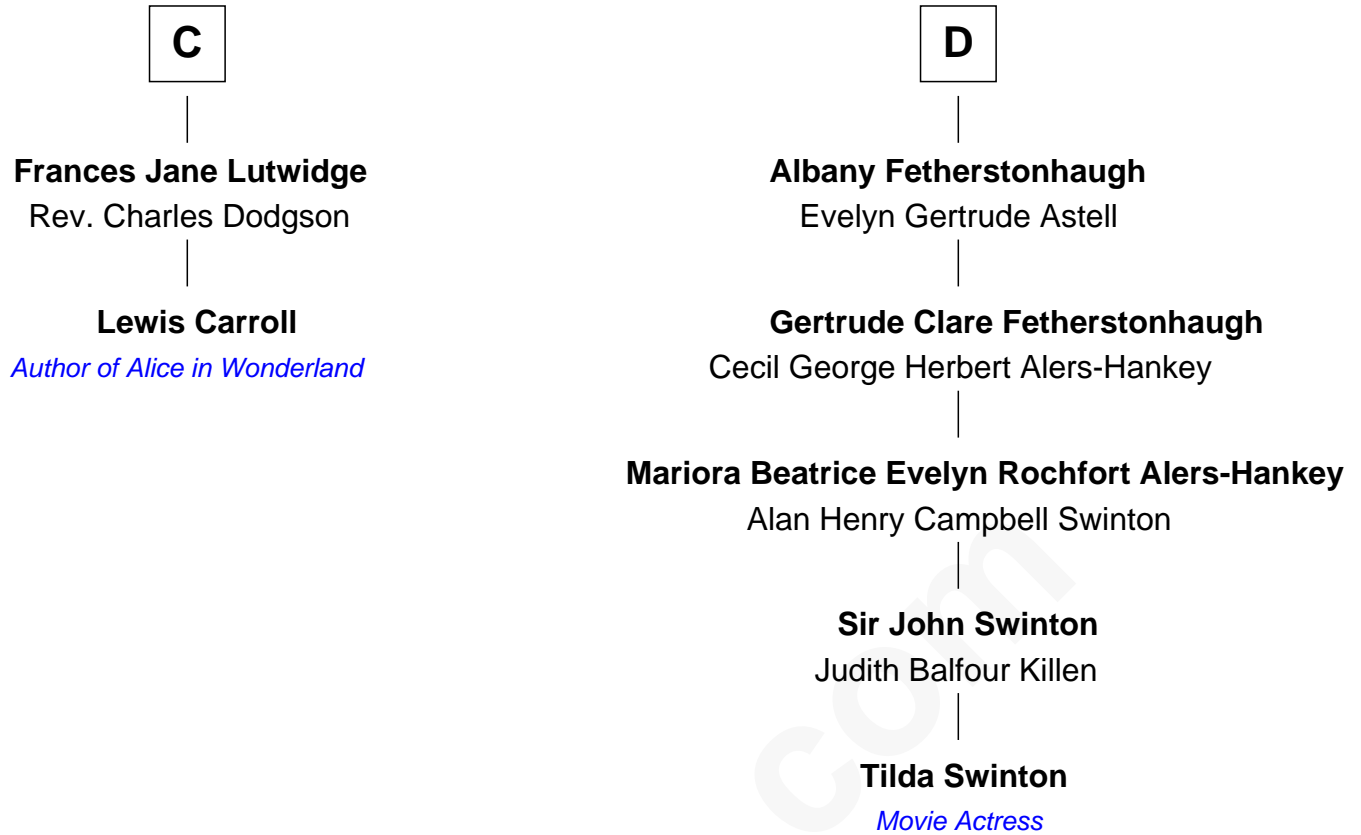 C
Frances Jane Lutwidge
Rev. Charles Dodgson
Lewis Carroll
Author of Alice in Wonderland
D
Albany Fetherstonhaugh
Evelyn Gertrude Astell
Gertrude Clare Fetherstonhaugh
Cecil George Herbert Alers-Hankey
Mariora Beatrice Evelyn Rochfort Alers-Hankey
Alan Henry Campbell Swinton
Sir John Swinton
Judith Balfour Killen
Tilda Swinton
Movie Actress
com